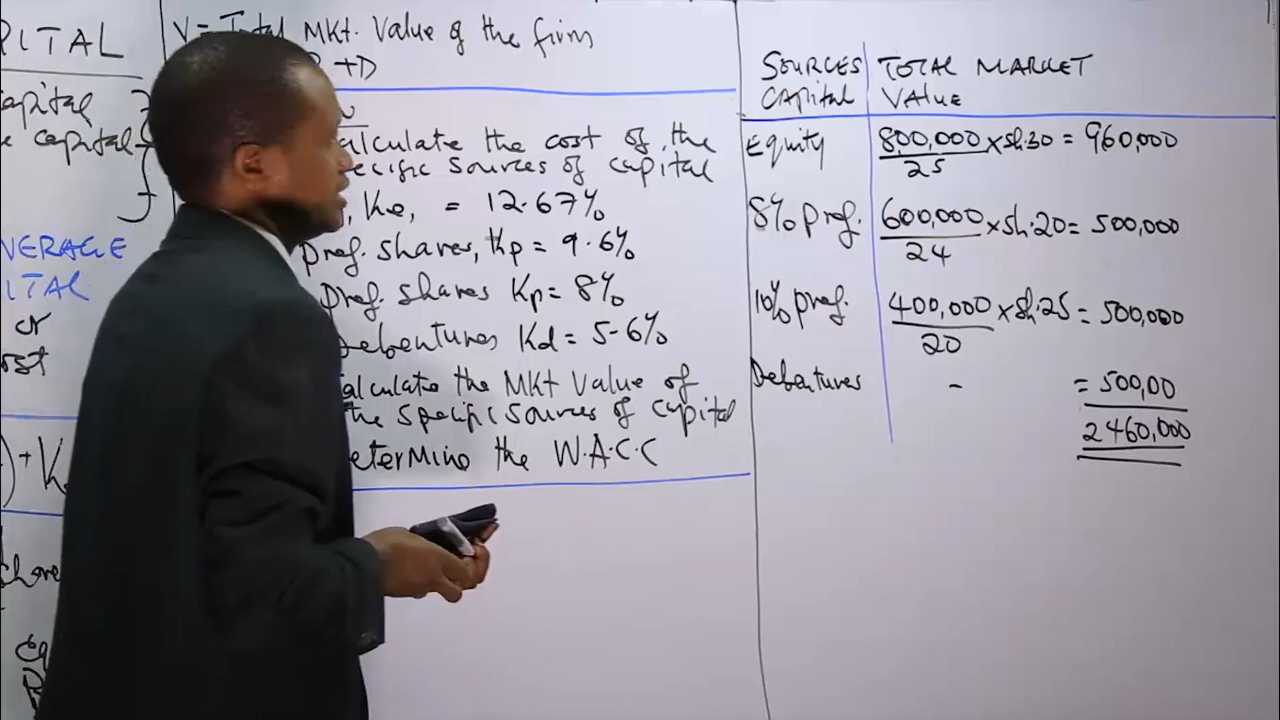 PITAL
capital
e capital
VERAGE
ITAL
or
ost
) + K
share
V = Total Mkt. Value of the firm
+D
alculate the cost of the
ecific sources of capital
Ke, = 12.67%
pref. shares, Kp = 9.6%
pref. shares Kp = 8%
Debentures Kd = 5.6%
alculate the Mkt Value of
the specific sources of capital
etermine the W.A.C.C
SOURCES CAPITAL TOTAL MARKET VALUE
Equity 800,000 / 25 x sh.30 = 960,000
8% pref. 600,000 / 24 x sh.20 = 500,000
10% pref. 400,000 / 20 x sh.25 = 500,000
Debentures - = 500,00
2460,000